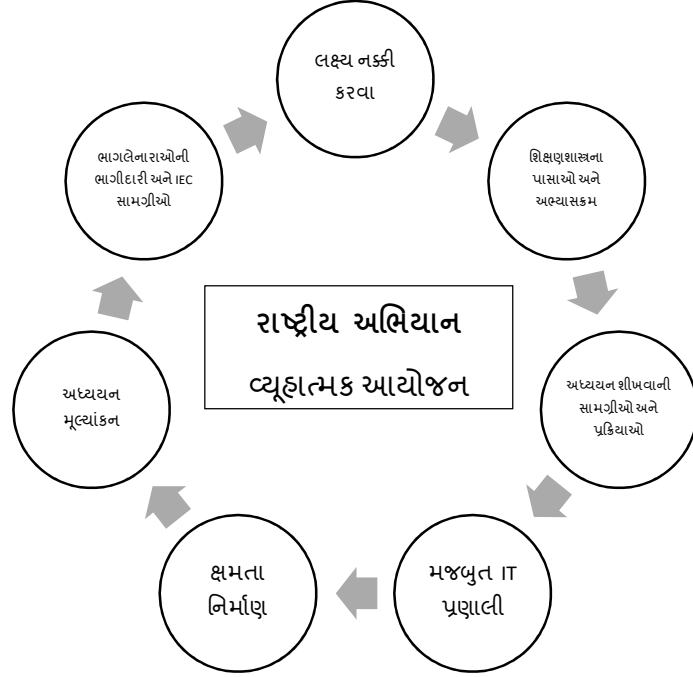 લક્ષ્ય નક્કી
કરવા
શિક્ષણશાસ્ત્રના
પાસાઓ અને
અભ્યાસક્રમ
અધ્યયન શીખવાની
સામગ્રીઓ અને
પ્રક્રિયાઓ
મજબુત IT
પ્રણાલી
ક્ષમતા
નિર્માણ
અધ્યયન
મૂલ્યાંકન
ભાગલેનારાઓની
ભાગીદારી અને IEC
સામગ્રીઓ
રાષ્ટ્રીય અભિયાન
વ્યૂહાત્મક આયોજન